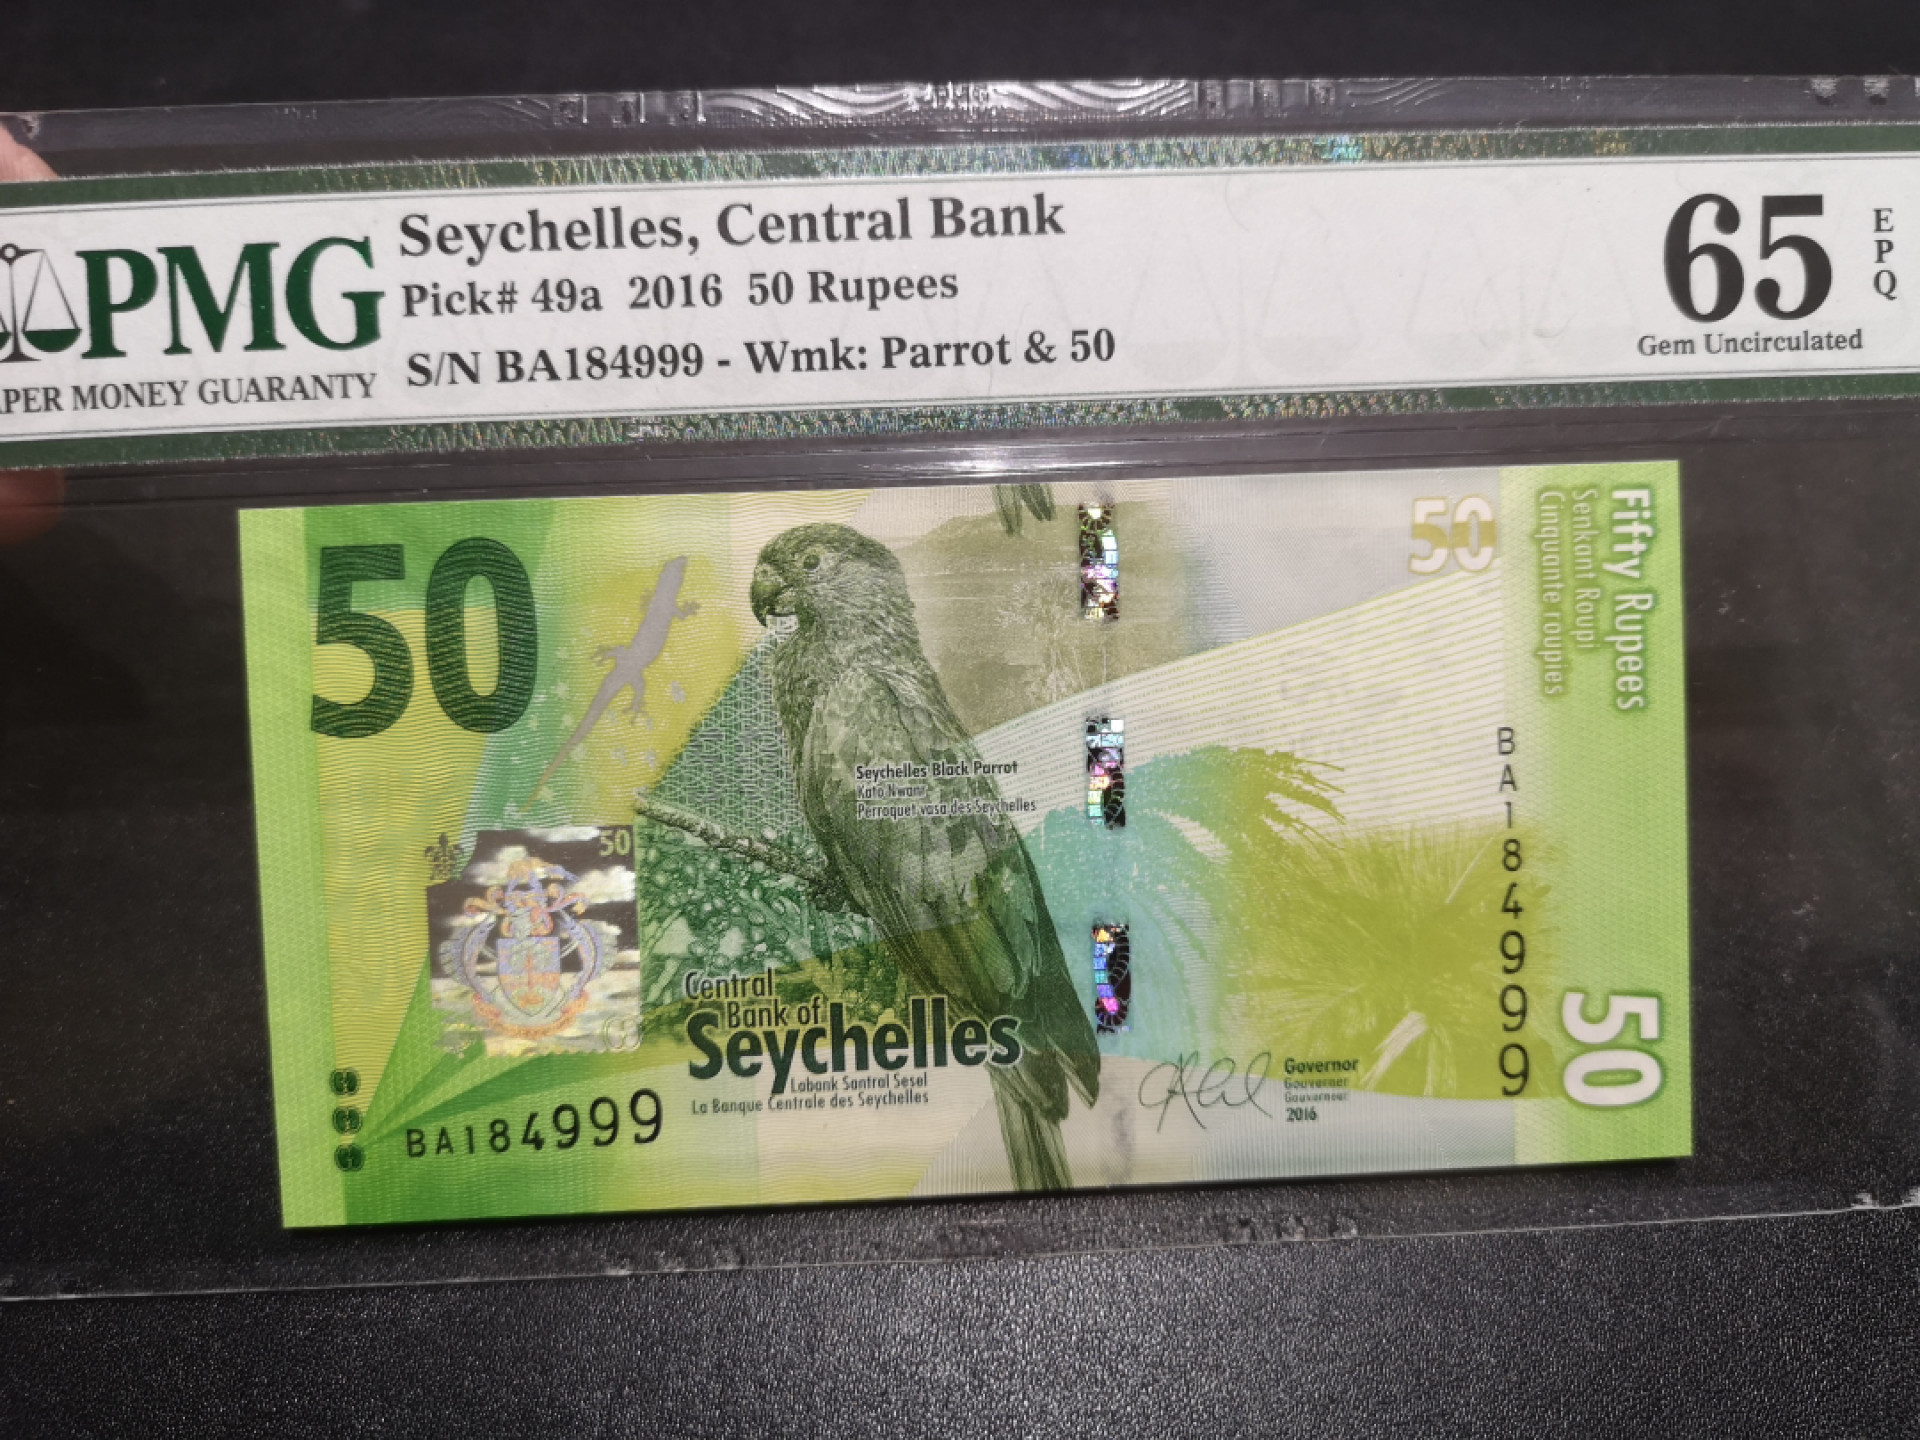 PMG
PAPER MONEY GUARANTY
Seychelles, Central Bank
Pick# 49a 2016 50 Rupees
S/N BA184999 - Wmk: Parrot & 50
65
EPQ
Gem Uncirculated
50
50
Fifty Rupees
Senkant Roupi
Cinquante roupies
Seychelles Black Parrot
Kato Nwanr
Perroquet vasa des Seychelles
50
BA184999
Central
Bank of
Seychelles
Labank Santral Sesel
La Banque Centrale des Seychelles
Governor
Gouverner
Gouverneur
2016
BA184999
50